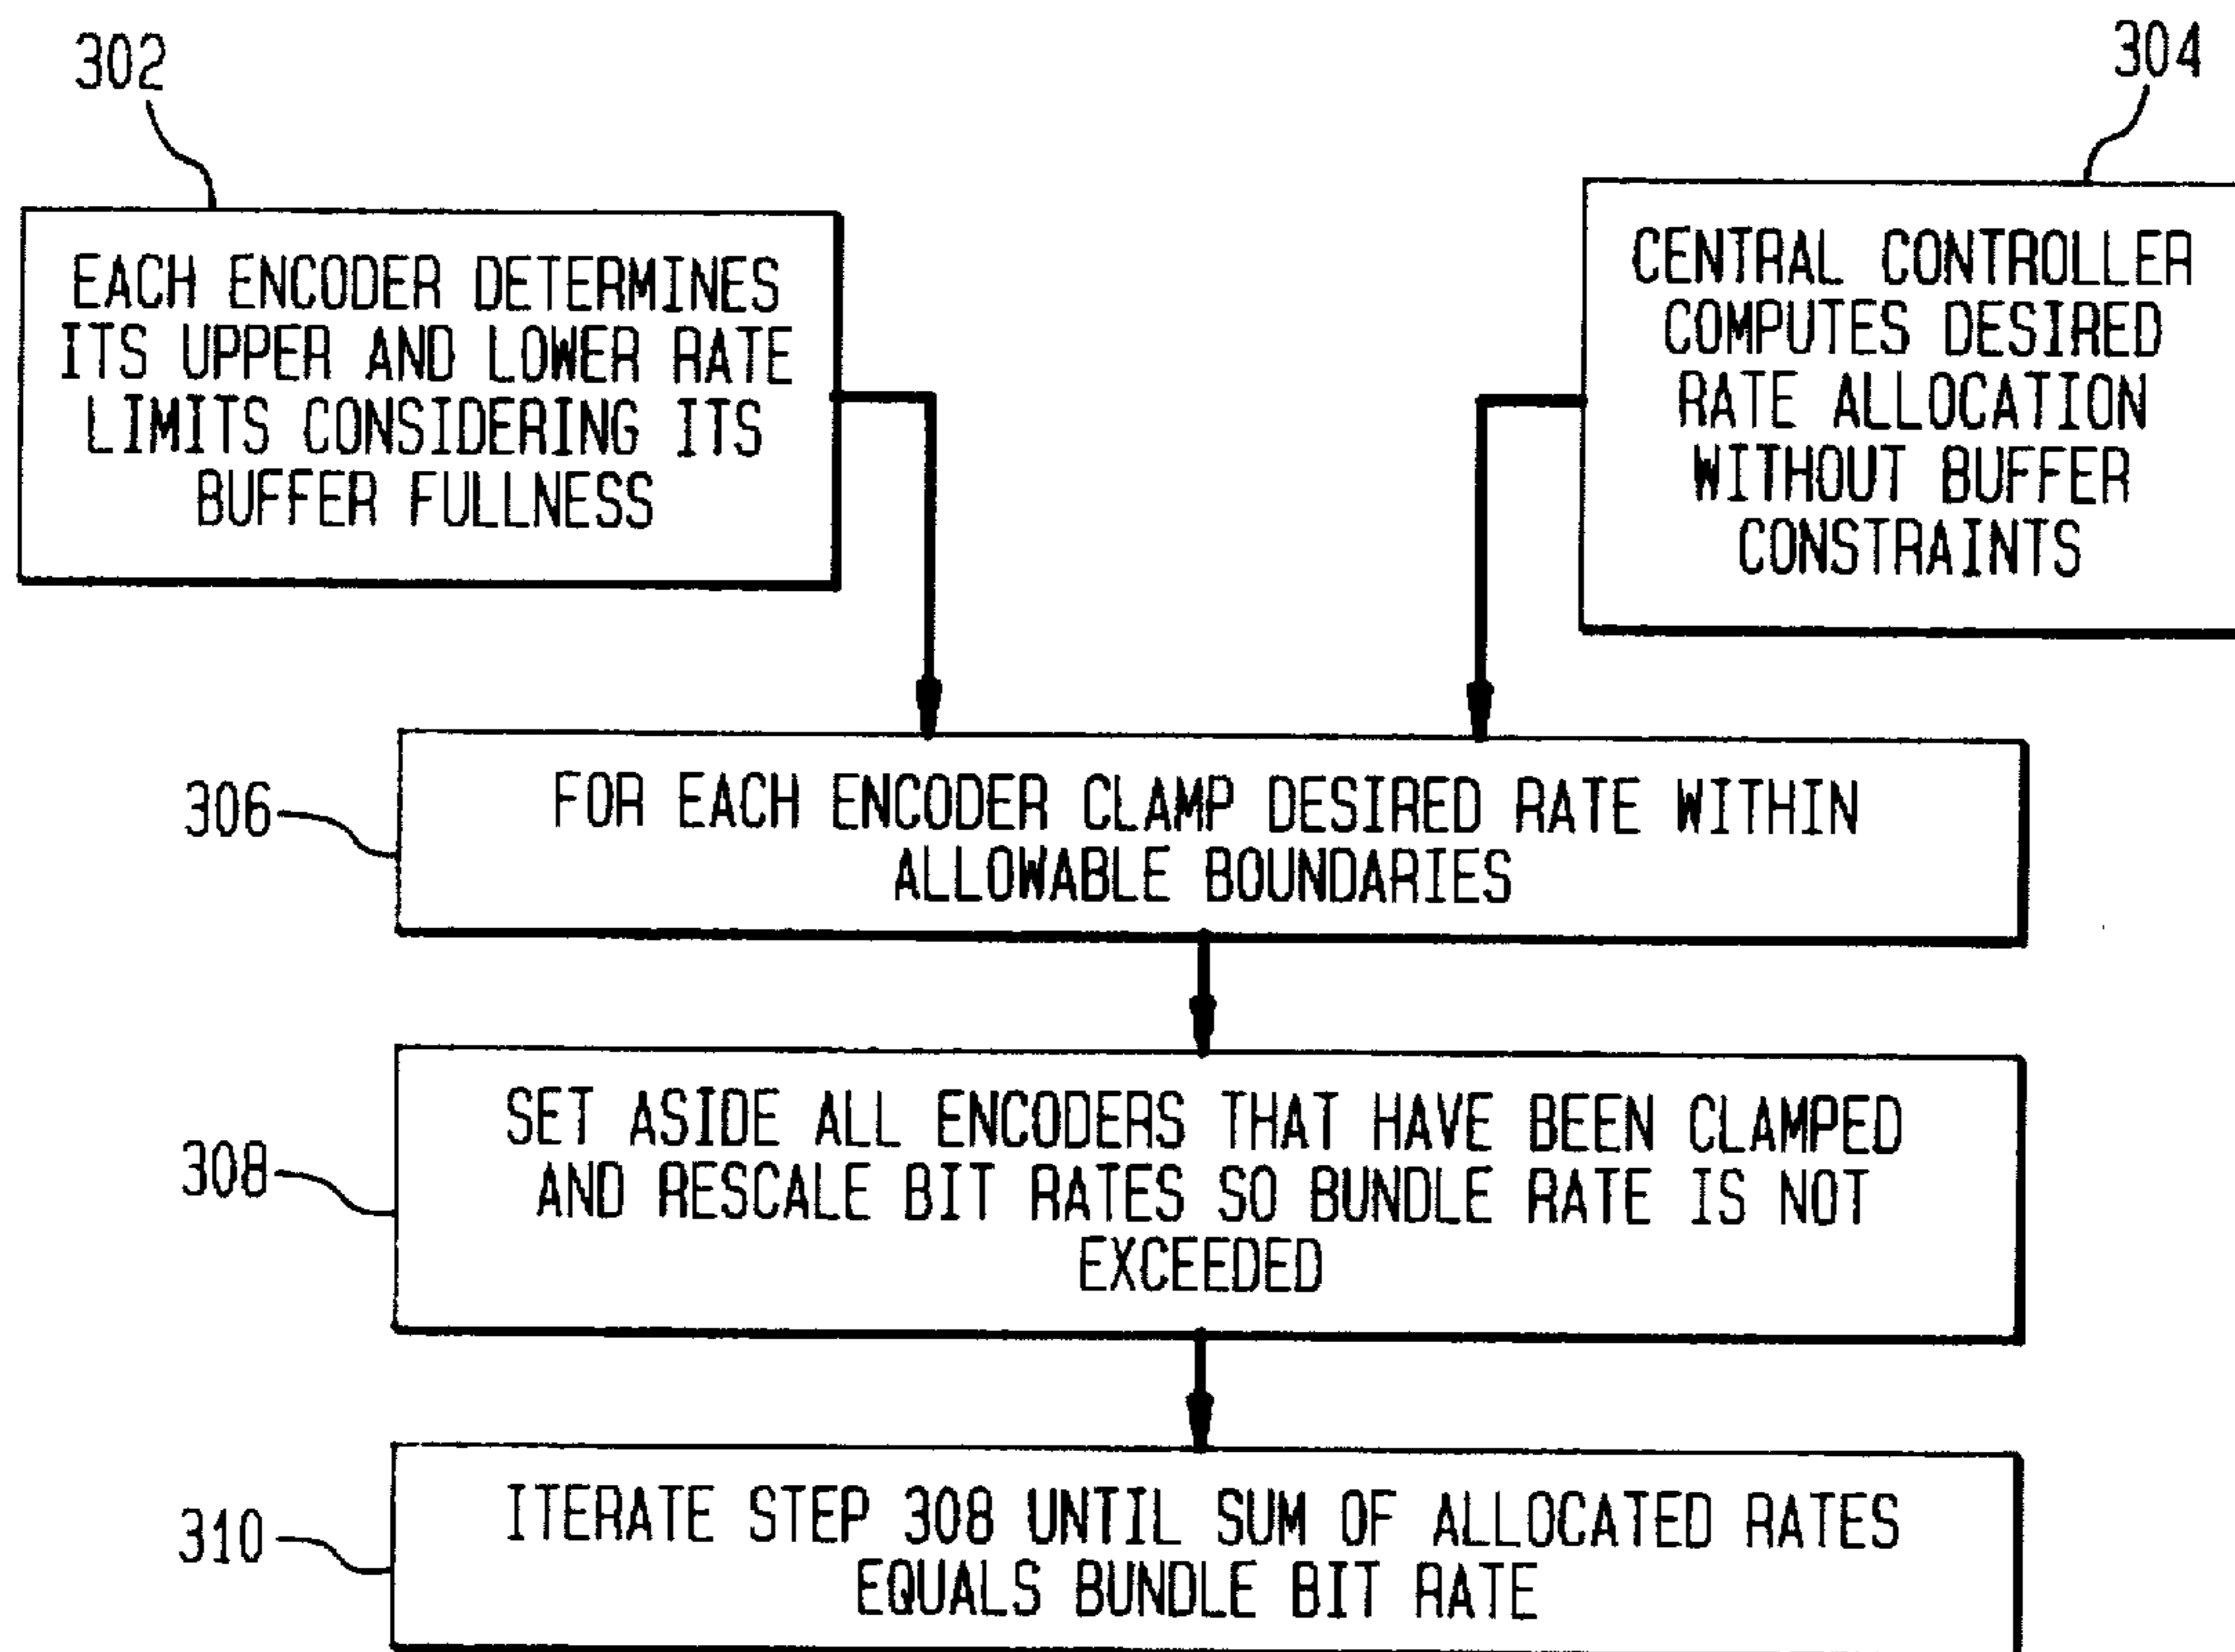 302
304
EACH ENCODER DETERMINES
ITS UPPER AND LOWER RATE
LIMITS CONSIDERING ITS
BUFFER FULLNESS
CENTRAL CONTROLLER
COMPUTES DESIRED
RATE ALLOCATION
WITHOUT BUFFER
CONSTRAINTS
306
FOR EACH ENCODER CLAMP DESIRED RATE WITHIN
ALLOWABLE BOUNDARIES
308
SET ASIDE ALL ENCODERS THAT HAVE BEEN CLAMPED
AND RESCALE BIT RATES SO BUNDLE RATE IS NOT
EXCEEDED
310
ITERATE STEP 308 UNTIL SUM OF ALLOCATED RATES
EQUALS BUNDLE BIT RATE